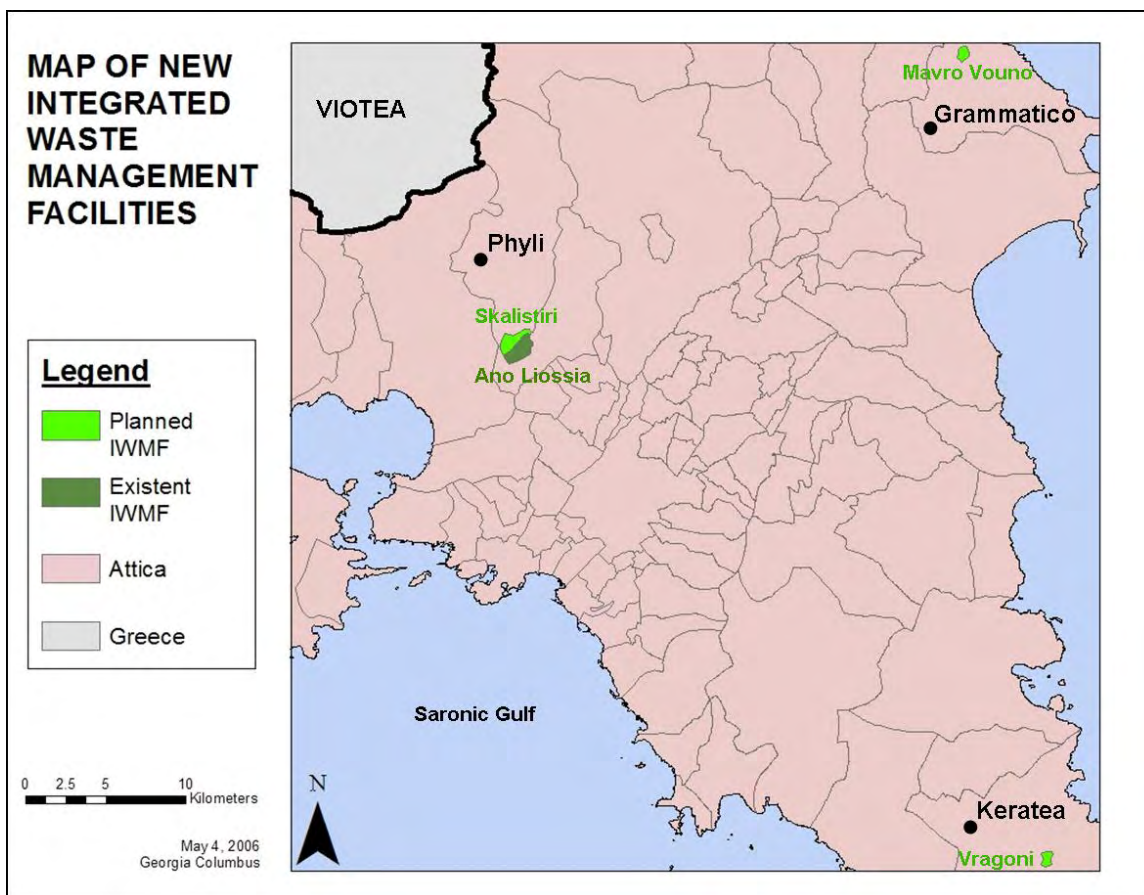 MAP OF NEW
INTEGRATED
WASTE
MANAGEMENT
FACILITIES
Legend
Planned
IWMF
Existent
IWMF
Attica
Greece
0 2.5 5 10
Kilometers
May 4, 2006
Georgia Columbus
VIOTEA
Mavro Vouno
Grammatico
Phyli
Skalistiri
Ano Liossia
Saronic Gulf
N
Keratea
Vragoni